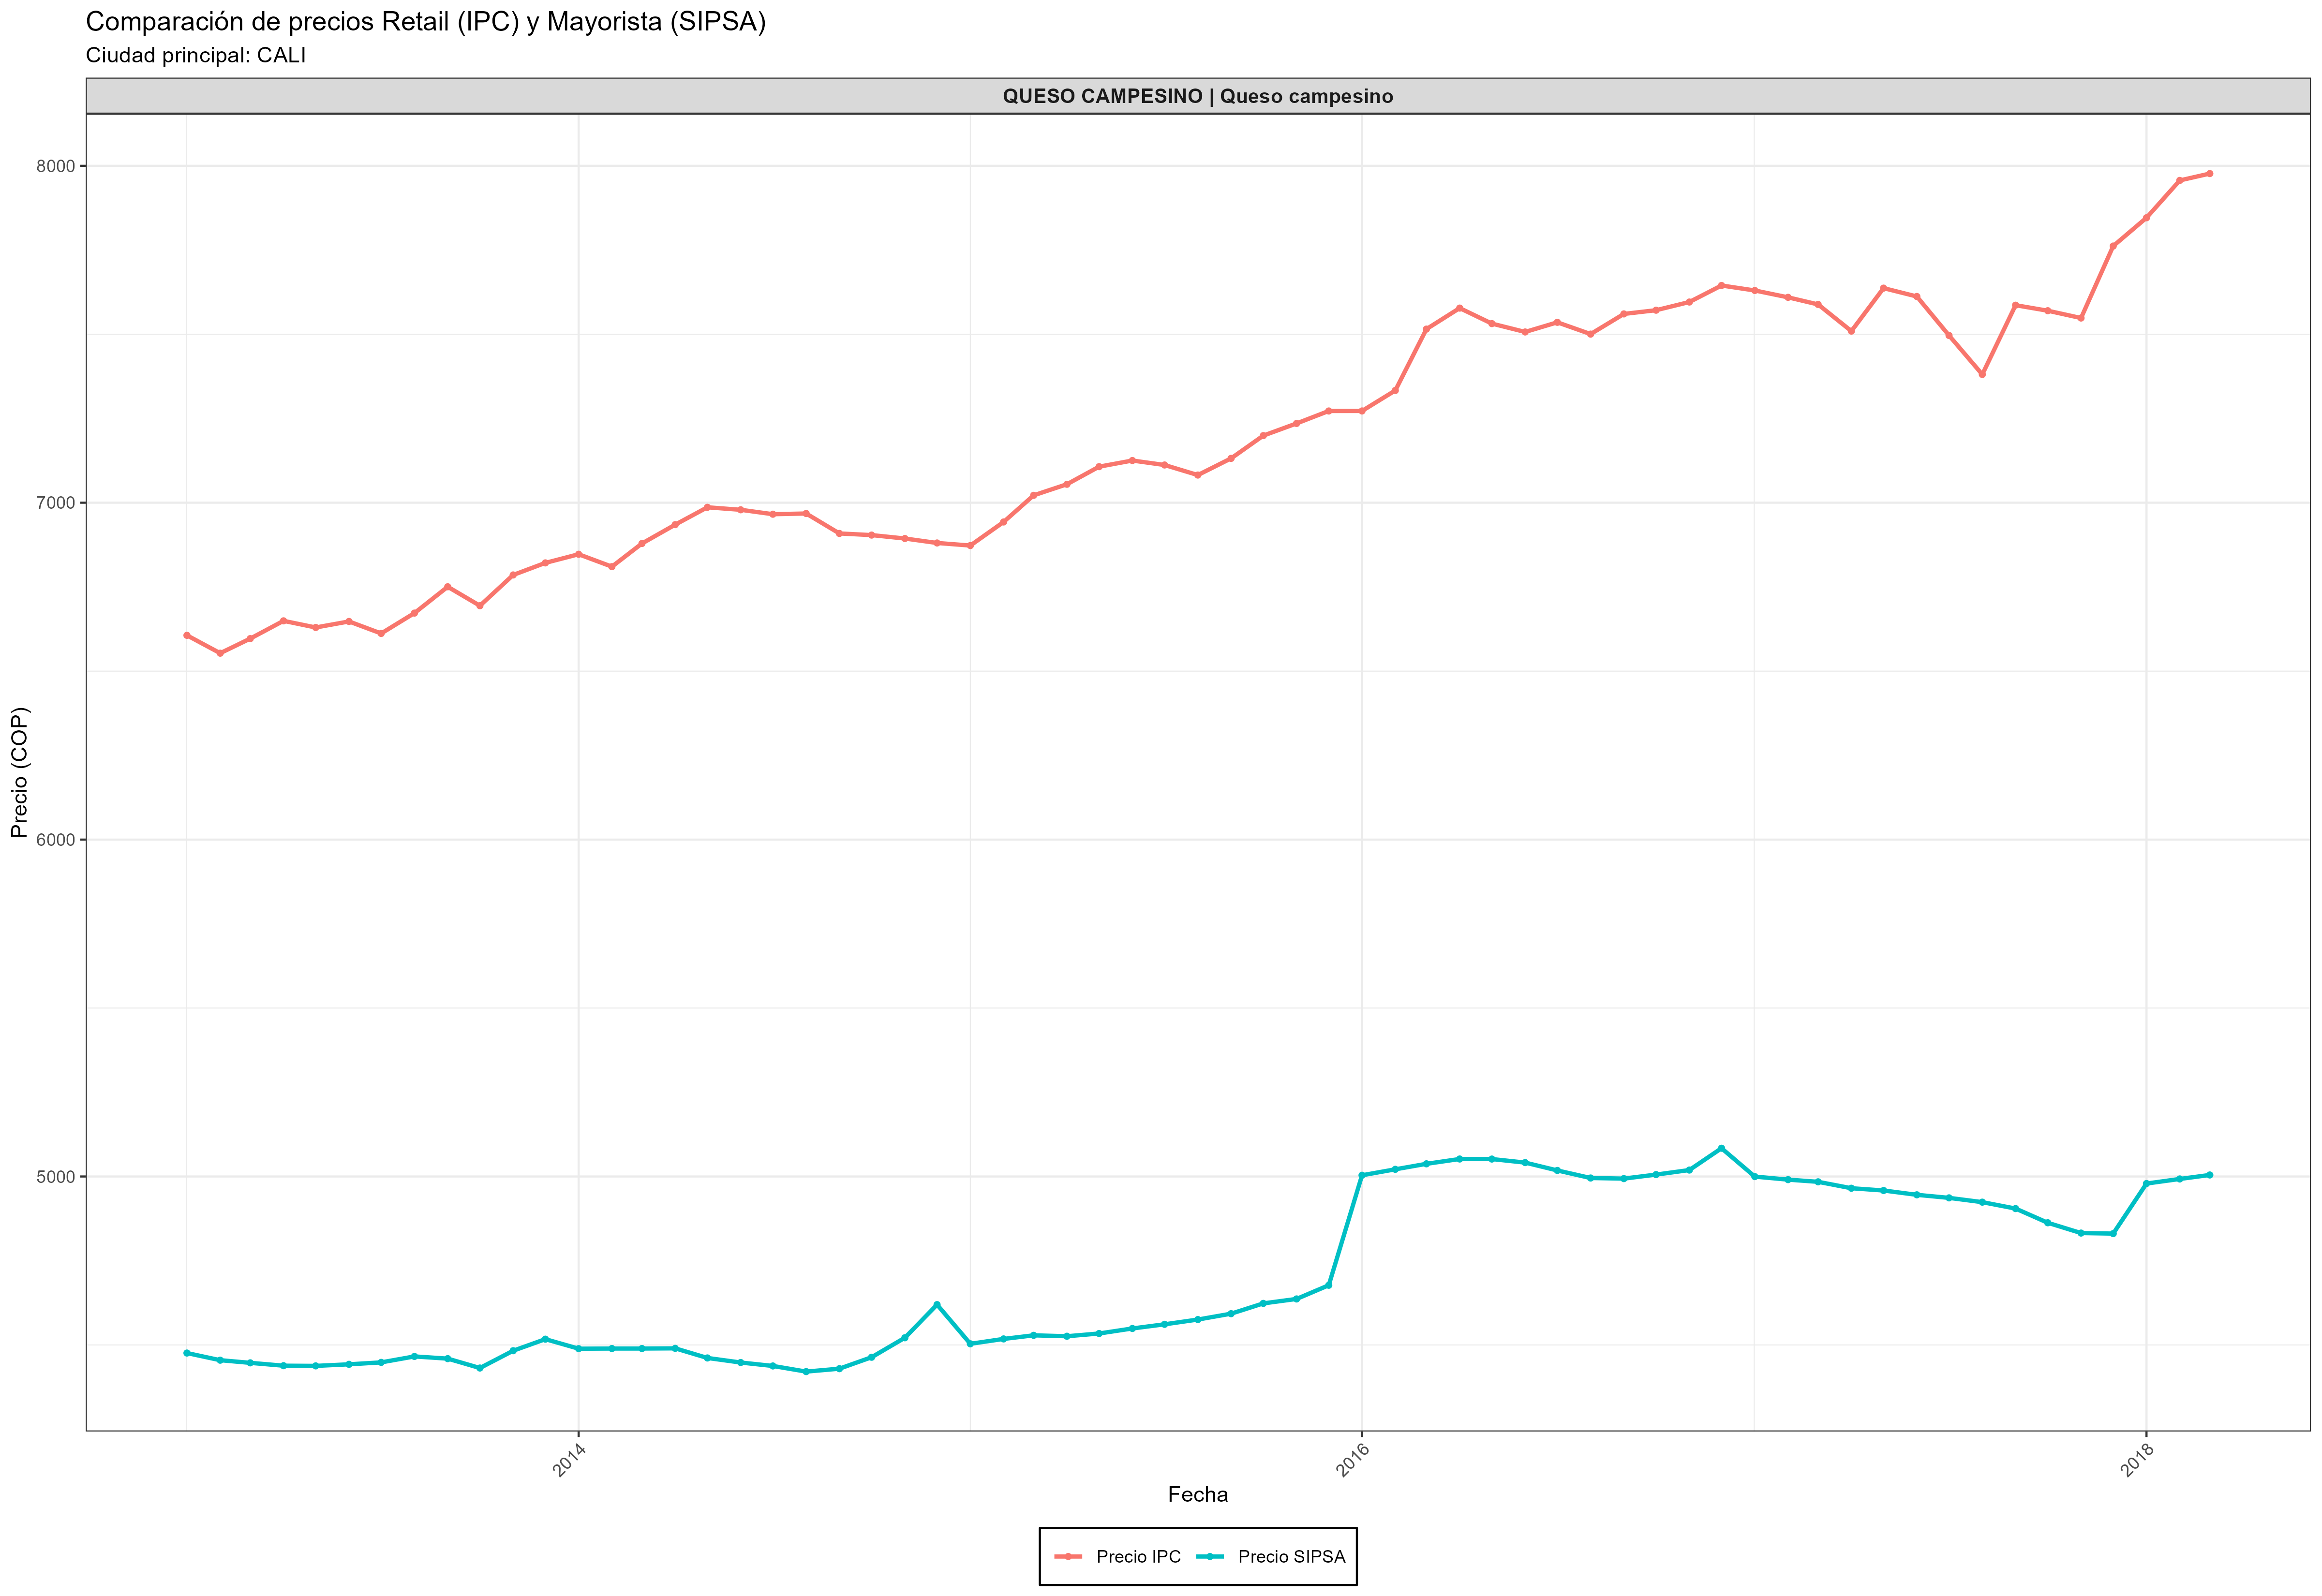 Comparación de precios Retail (IPC) y Mayorista (SIPSA)
Ciudad principal: CALI
QUESO CAMPESINO | Queso campesino
8000
7000
6000
5000
Precio (COP)
2014
2016
2018
Fecha
Precio IPC
Precio SIPSA